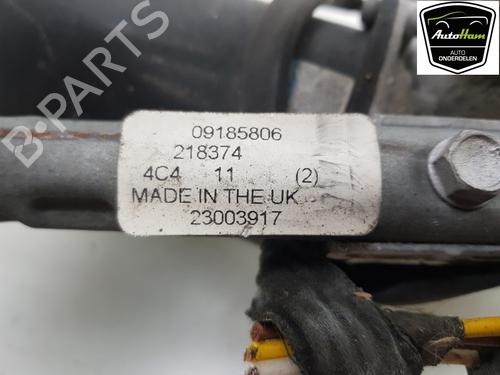 AutoHam
AUTO
ONDERDELEN
B-PARTS
09185806
218374
4C4 11 (2)
MADE IN THE UK
23003917